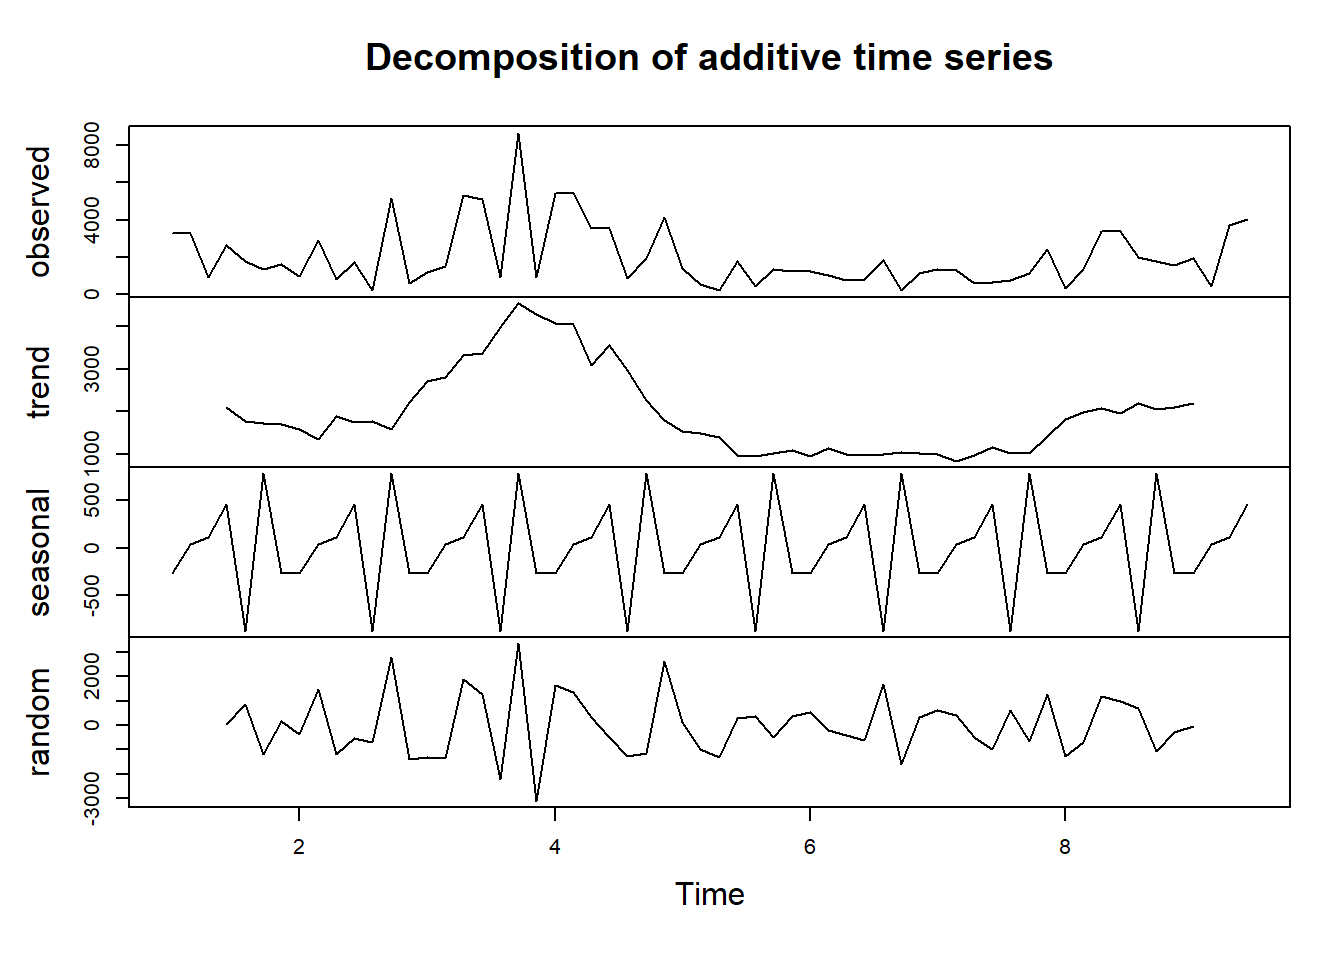 Decomposition of additive time series
observed
0 4000 8000
trend
1000 3000
seasonal
-500 0 500
random
-3000 0 2000
2 4 6 8
Time